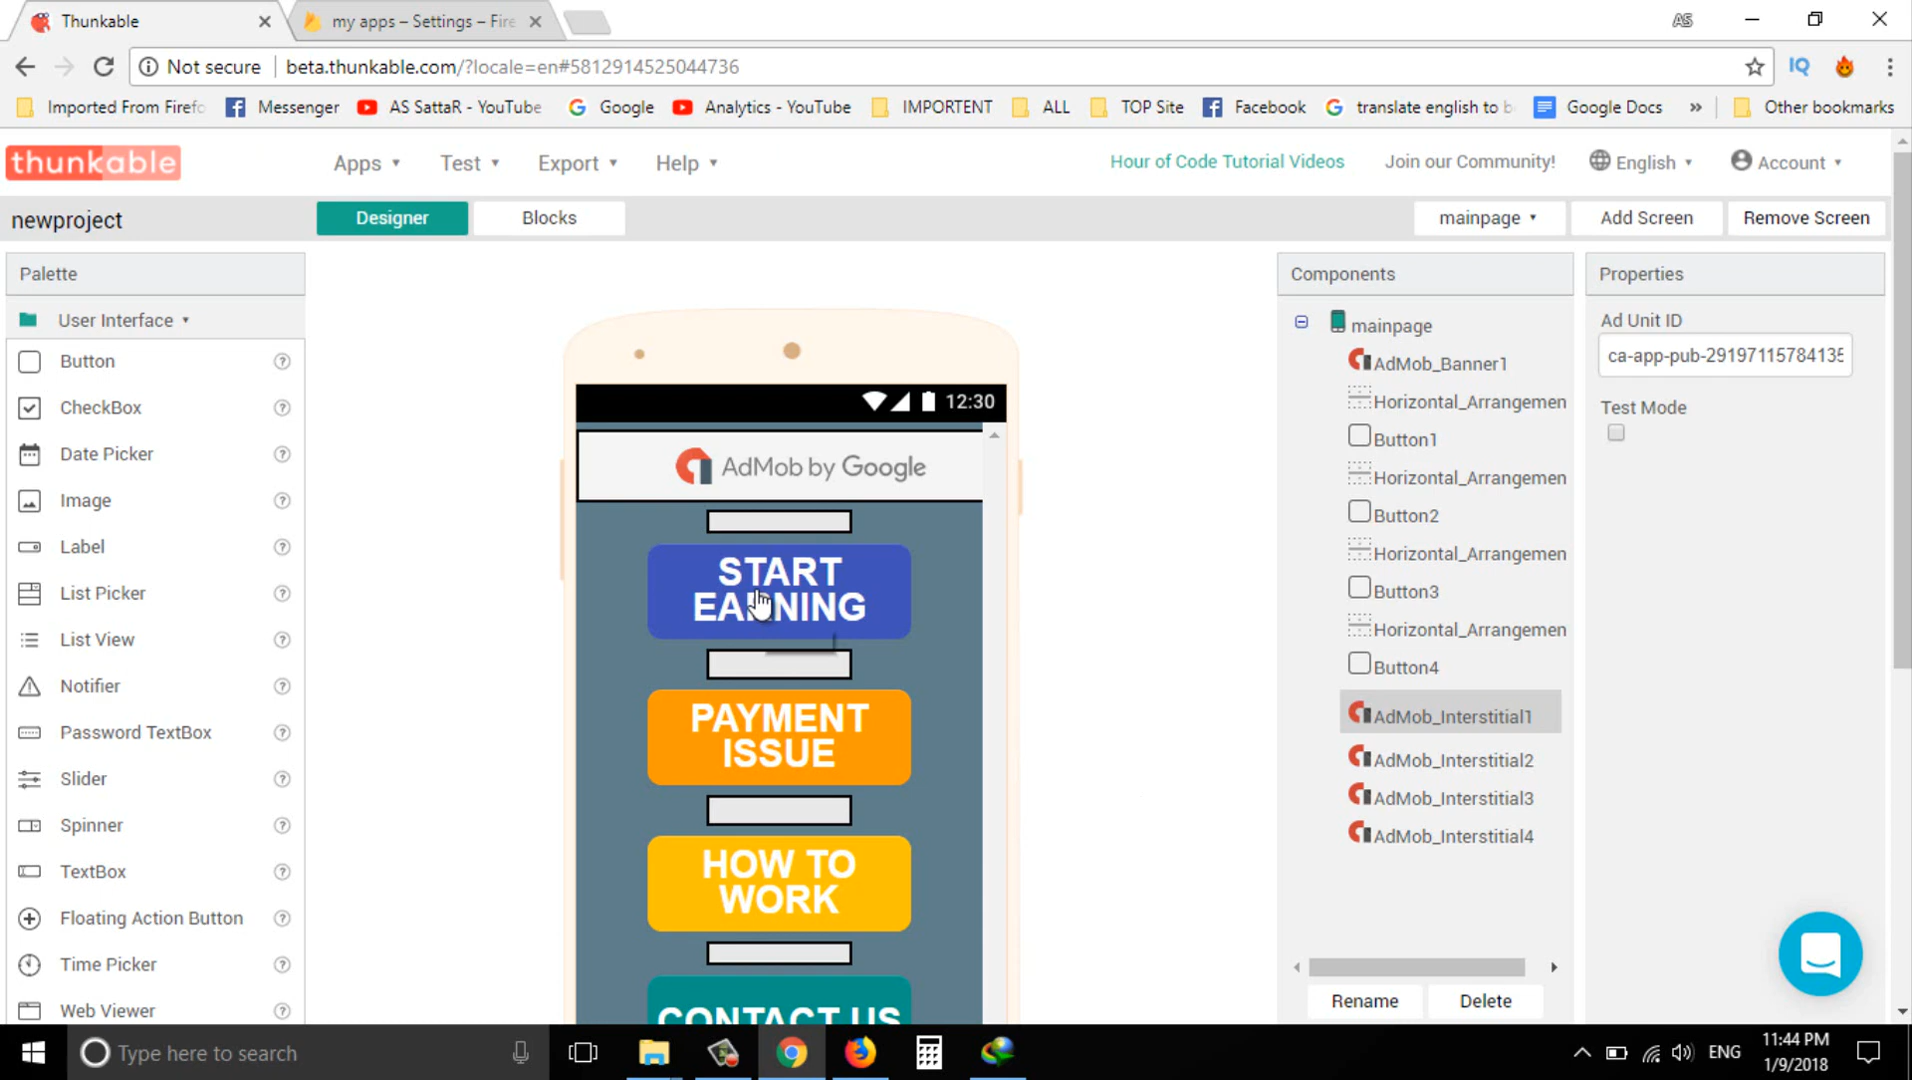 Thunkable
my apps – Settings – Fire
AS
Not secure
beta.thunkable.com/?locale=en#5812914525044736
IQ
Imported From Firefo
Messenger
AS SattaR - YouTube
Google
Analytics - YouTube
IMPORTENT
ALL
TOP Site
Facebook
translate english to b
Google Docs
»
Other bookmarks
thunkable
Apps
Test
Export
Help
Hour of Code Tutorial Videos
Join our Community!
English
Account
newproject
Designer
Blocks
mainpage
Add Screen
Remove Screen
Palette
User Interface
Button
CheckBox
Date Picker
Image
Label
List Picker
List View
Notifier
Password TextBox
Slider
Spinner
TextBox
Floating Action Button
Time Picker
Web Viewer
12:30
AdMob by Google
START
EARNING
PAYMENT
ISSUE
HOW TO
WORK
CONTACT US
Components
mainpage
AdMob_Banner1
Horizontal_Arrangemen
Button1
Horizontal_Arrangemen
Button2
Horizontal_Arrangemen
Button3
Horizontal_Arrangemen
Button4
AdMob_Interstitial1
AdMob_Interstitial2
AdMob_Interstitial3
AdMob_Interstitial4
Rename
Delete
Properties
Ad Unit ID
ca-app-pub-29197115784135
Test Mode
Type here to search
ENG
11:44 PM
1/9/2018